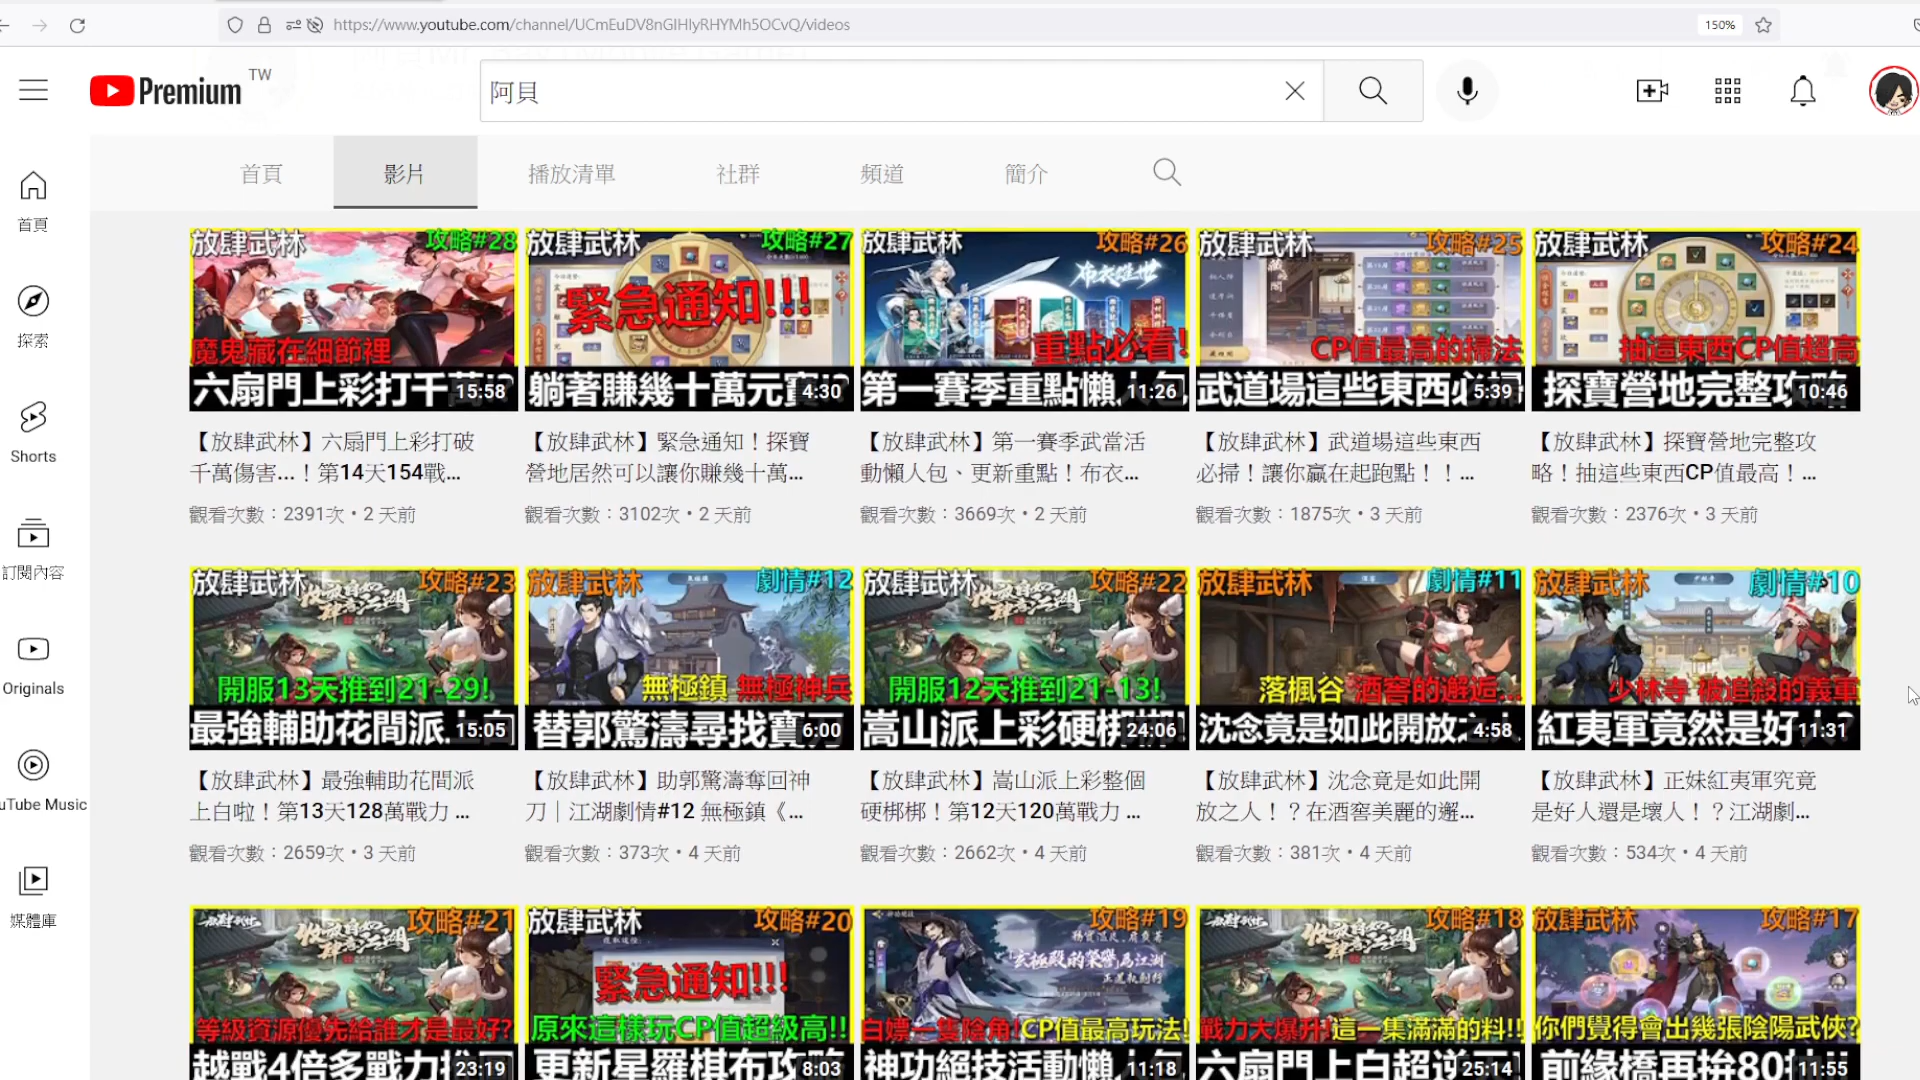 https://www.youtube.com/channel/UCmEuDV8nGIHlyRHYMh5OCvQ/videos
150%
Premium
TW
阿貝
首頁
影片
播放清單
社群
頻道
簡介
首頁
探索
Shorts
訂閱內容
Originals
uTube Music
媒體庫
放肆武林
攻略#28
魔鬼藏在細節裡
六扇門上彩打千萬
15:58
【放肆武林】六扇門上彩打破
千萬傷害...！第14天154戰...
觀看次數：2391次・2 天前
放肆武林
攻略#27
緊急通知!!!
躺著賺幾十萬元寶
4:30
【放肆武林】緊急通知！探寶
營地居然可以讓你賺幾十萬...
觀看次數：3102次・2 天前
放肆武林
攻略#26
布衣雄世
重點必看!
第一賽季重點懶
11:26
【放肆武林】第一賽季武當活
動懶人包、更新重點！布衣...
觀看次數：3669次・2 天前
放肆武林
攻略#25
CP值最高的掃法
武道場這些東西必掃
5:39
【放肆武林】武道場這些東西
必掃！讓你贏在起跑點！！...
觀看次數：1875次・3 天前
放肆武林
攻略#24
抽這東西CP值超高
探寶營地完整攻
10:46
【放肆武林】探寶營地完整攻
略！抽這些東西CP值最高！...
觀看次數：2376次・3 天前
放肆武林
攻略#23
開服13天推到21-29!
最強輔助花間派
15:05
【放肆武林】最強輔助花間派
上白啦！第13天128萬戰力 ...
觀看次數：2659次・3 天前
放肆武林
劇情#12
無極鎮 無極神兵
替郭驚濤尋找寶刀
6:00
【放肆武林】助郭驚濤奪回神
刀｜江湖劇情#12 無極鎮《...
觀看次數：373次・4 天前
放肆武林
攻略#22
開服12天推到21-13!
嵩山派上彩硬梆
24:06
【放肆武林】嵩山派上彩整個
硬梆梆！第12天120萬戰力 ...
觀看次數：2662次・4 天前
放肆武林
劇情#11
落楓谷 酒窖的邂逅...
沈念竟是如此開放之
4:58
【放肆武林】沈念竟是如此開
放之人！？在酒窖美麗的邂...
觀看次數：381次・4 天前
放肆武林
劇情#10
少林寺 被追殺的義軍
紅夷軍竟然是好人?
11:31
【放肆武林】正妹紅夷軍究竟
是好人還是壞人！？江湖劇...
觀看次數：534次・4 天前
攻略#21
等級資源優先給誰才是最好?
越戰4倍多戰力推
23:19
放肆武林
攻略#20
緊急通知!!!
原來這樣玩CP值超級高!!
更新星羅棋布攻略
8:03
攻略#19
玄極殿的榮譽為江湖
白嫖一隻陰角!CP值最高玩法!
神功絕技活動懶人包
11:18
攻略#18
戰力大爆升!這一集滿滿的料!!
六扇門上白超
25:14
放肆武林
攻略#17
你們覺得會出幾張陰陽武俠?
前緣橋再拚80抽
11:55